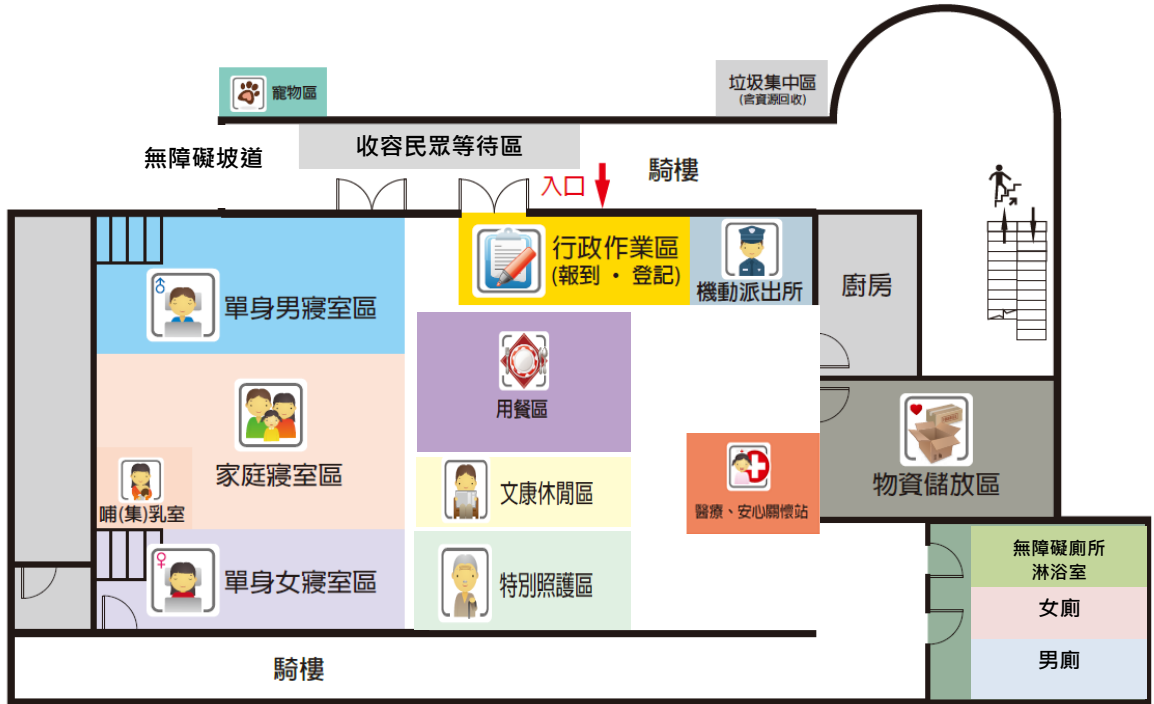 寵物區
垃圾集中區
(含資源回收)
無障礙坡道
收容民眾等待區
入口
騎樓
行政作業區
(報到 ・ 登記)
機動派出所
廚房
單身男寢室區
用餐區
家庭寢室區
哺(集)乳室
文康休閒區
醫療、安心關懷站
物資儲放區
單身女寢室區
特別照護區
無障礙廁所
淋浴室
女廁
男廁
騎樓